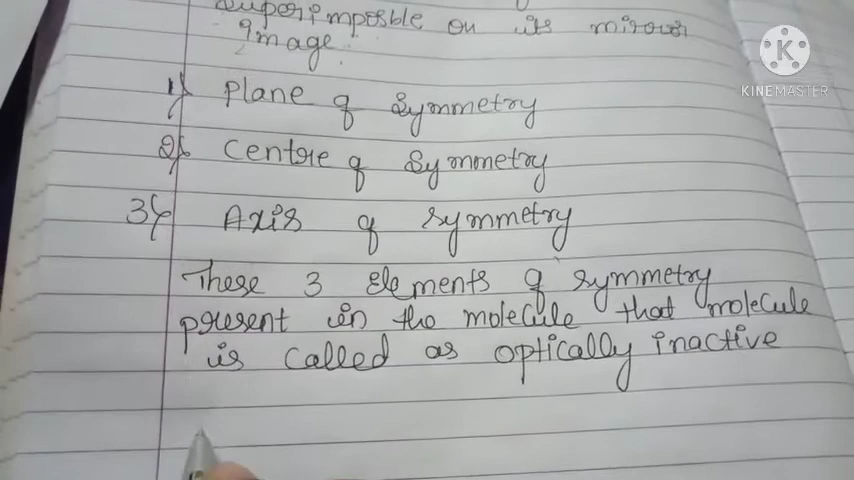 superimposble on its mirror
image.
K
KINEMASTER
1) Plane of Symmetry
2) Centre of Symmetry
3) Axis of symmetry
These 3 Elements of symmetry
present in the molecule that molecule
is called as optically inactive